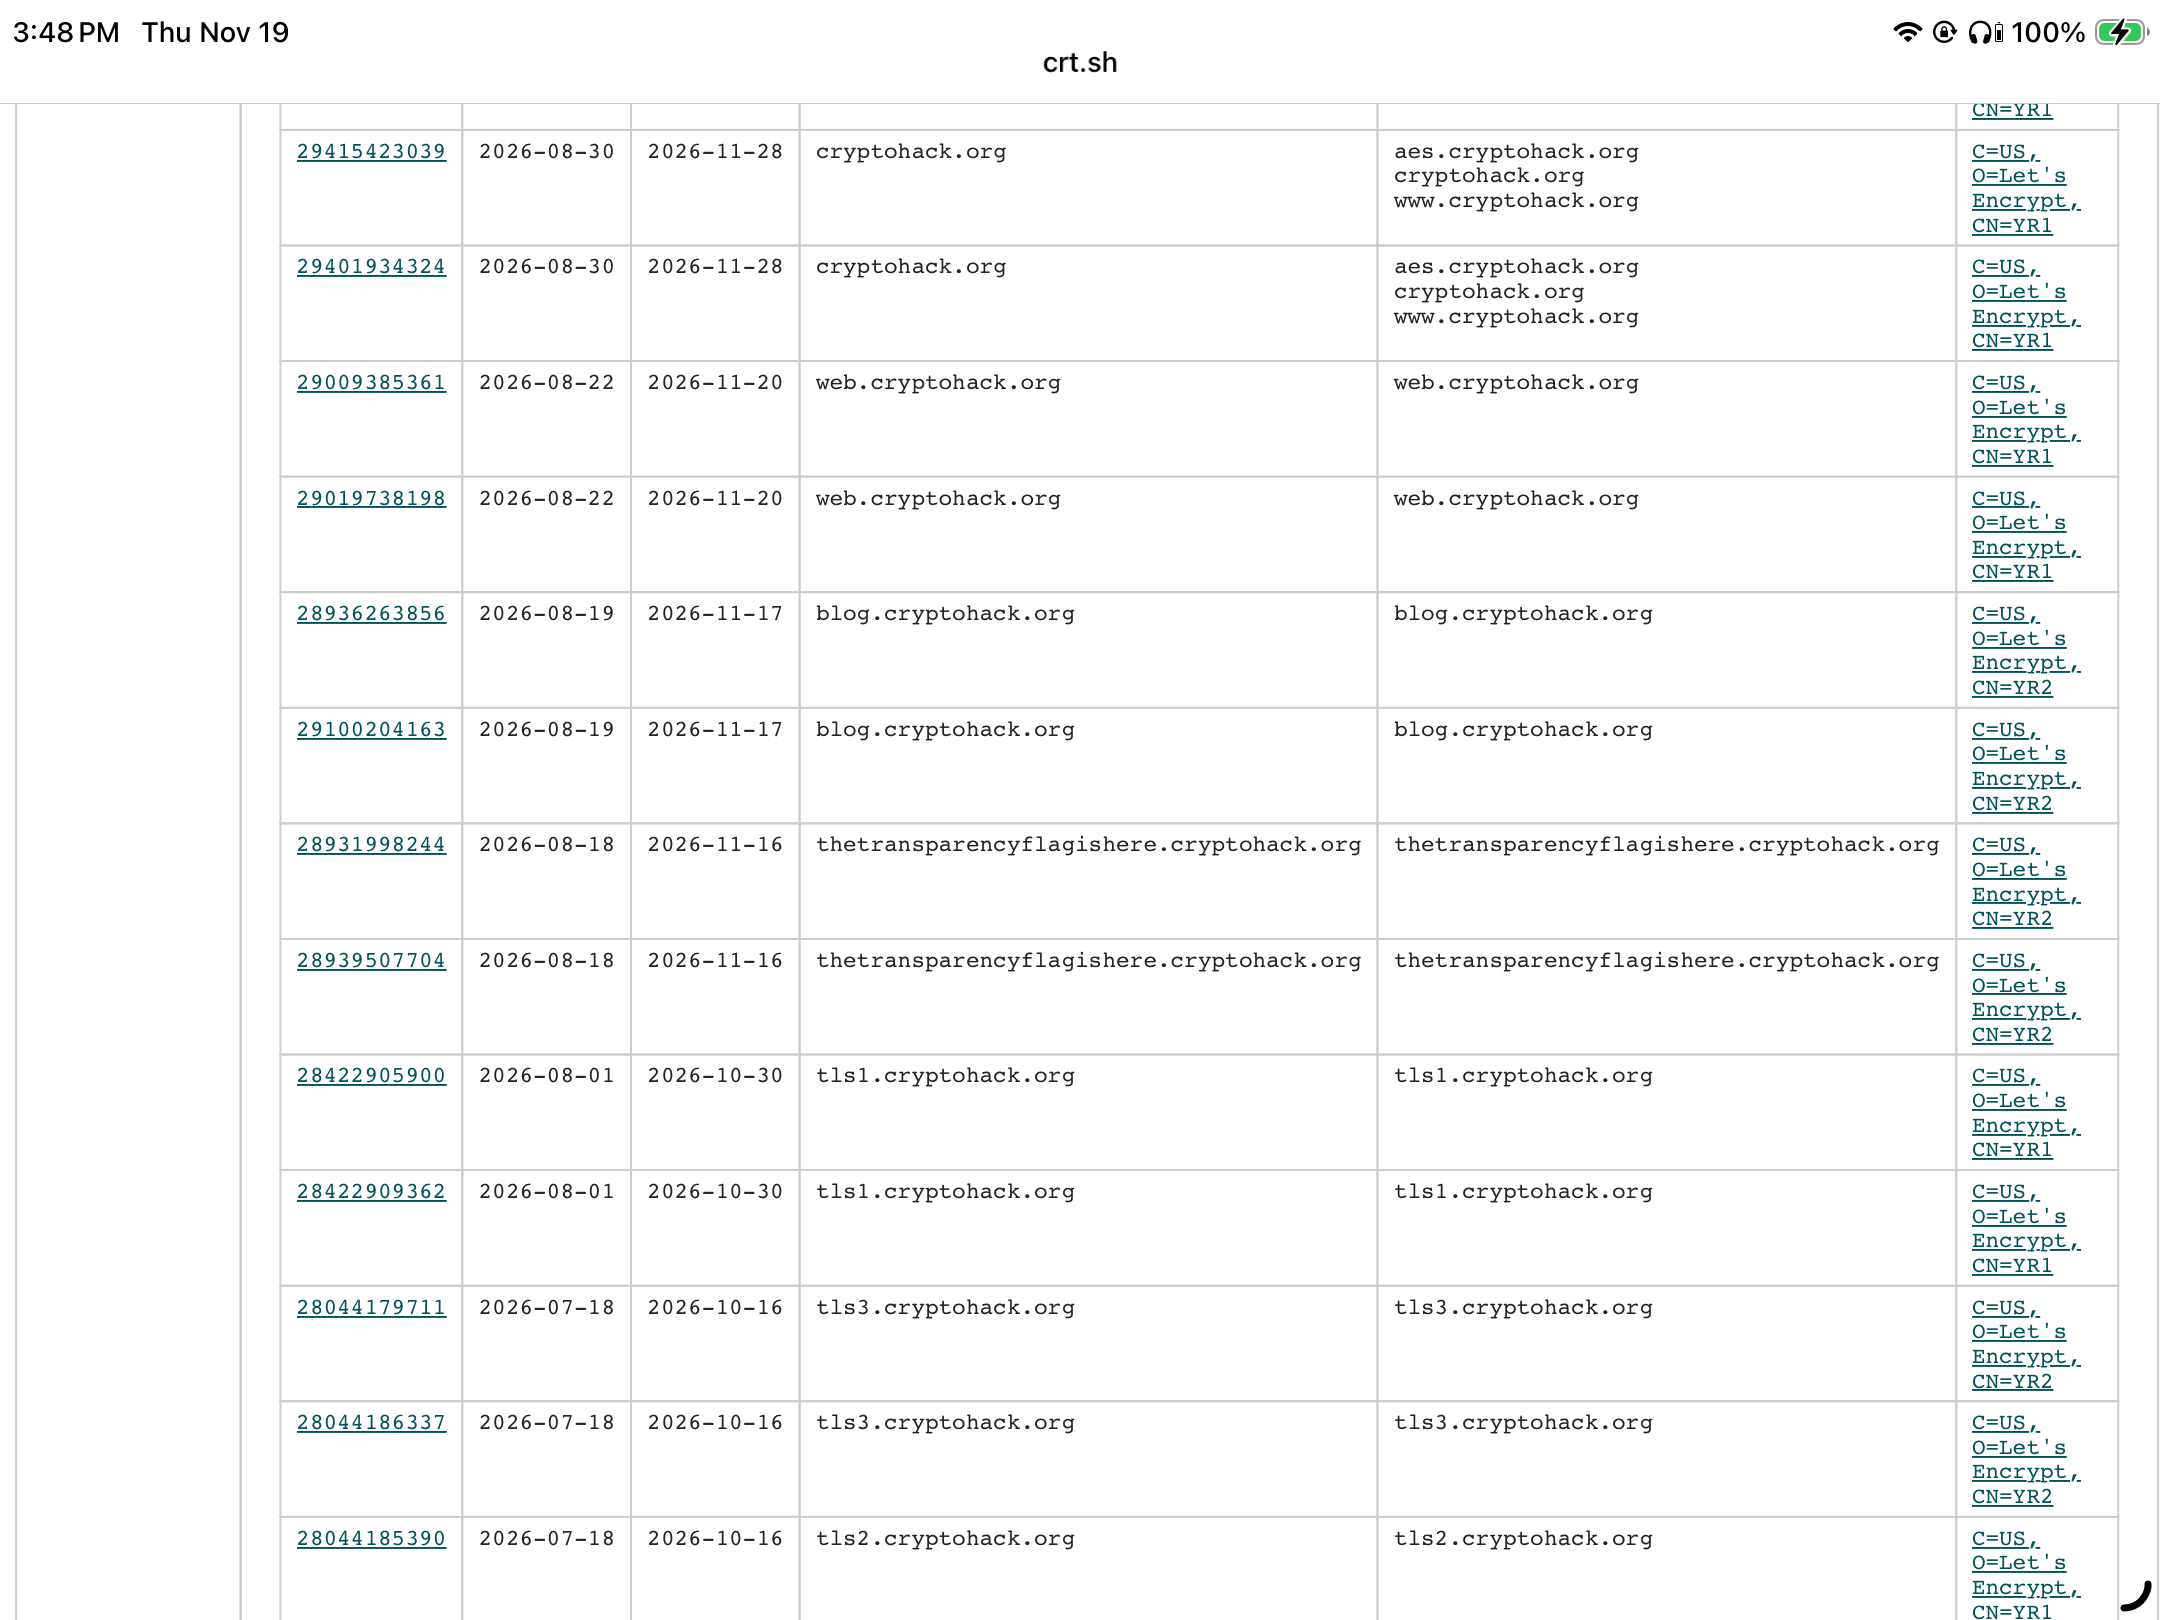 3:48 PM Thu Nov 19
100%
crt.sh
CN=YR1
29415423039 2026-08-30 2026-11-28 cryptohack.org aes.cryptohack.org C=US,
cryptohack.org O=Let's
www.cryptohack.org Encrypt,
CN=YR1
29401934324 2026-08-30 2026-11-28 cryptohack.org aes.cryptohack.org C=US,
cryptohack.org O=Let's
www.cryptohack.org Encrypt,
CN=YR1
29009385361 2026-08-22 2026-11-20 web.cryptohack.org web.cryptohack.org C=US,
O=Let's
Encrypt,
CN=YR1
29019738198 2026-08-22 2026-11-20 web.cryptohack.org web.cryptohack.org C=US,
O=Let's
Encrypt,
CN=YR1
28936263856 2026-08-19 2026-11-17 blog.cryptohack.org blog.cryptohack.org C=US,
O=Let's
Encrypt,
CN=YR2
29100204163 2026-08-19 2026-11-17 blog.cryptohack.org blog.cryptohack.org C=US,
O=Let's
Encrypt,
CN=YR2
28931998244 2026-08-18 2026-11-16 thetransparencyflagishere.cryptohack.org thetransparencyflagishere.cryptohack.org C=US,
O=Let's
Encrypt,
CN=YR2
28939507704 2026-08-18 2026-11-16 thetransparencyflagishere.cryptohack.org thetransparencyflagishere.cryptohack.org C=US,
O=Let's
Encrypt,
CN=YR2
28422905900 2026-08-01 2026-10-30 tls1.cryptohack.org tls1.cryptohack.org C=US,
O=Let's
Encrypt,
CN=YR1
28422909362 2026-08-01 2026-10-30 tls1.cryptohack.org tls1.cryptohack.org C=US,
O=Let's
Encrypt,
CN=YR1
28044179711 2026-07-18 2026-10-16 tls3.cryptohack.org tls3.cryptohack.org C=US,
O=Let's
Encrypt,
CN=YR2
28044186337 2026-07-18 2026-10-16 tls3.cryptohack.org tls3.cryptohack.org C=US,
O=Let's
Encrypt,
CN=YR2
28044185390 2026-07-18 2026-10-16 tls2.cryptohack.org tls2.cryptohack.org C=US,
O=Let's
Encrypt,
CN=YR1